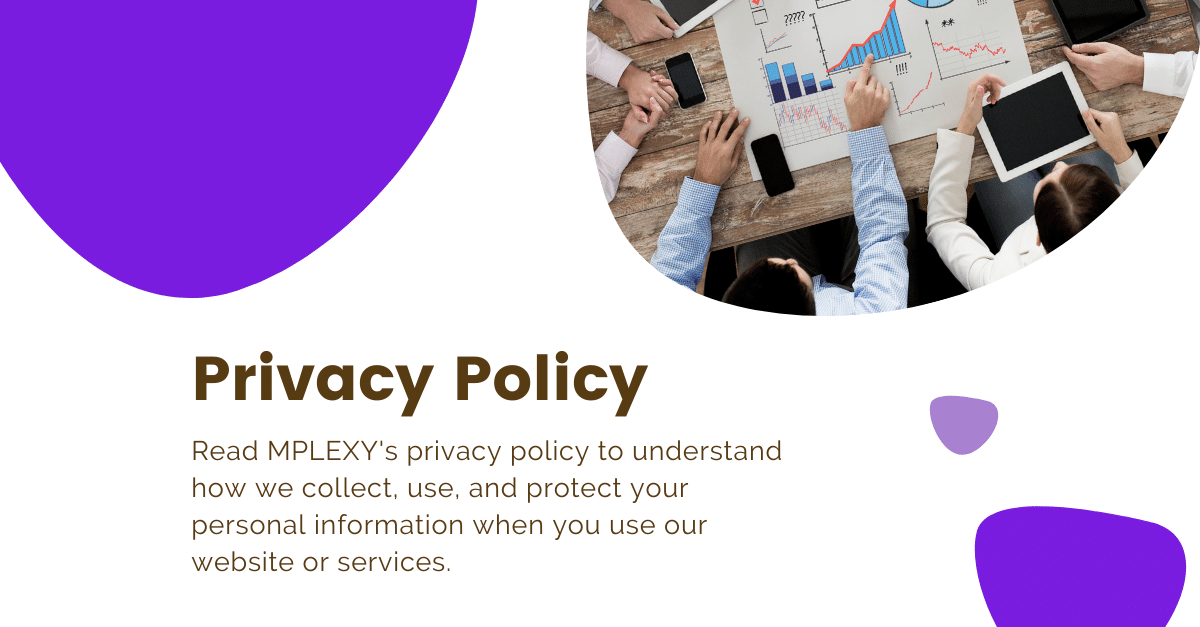 ?????
**
!!!!
!!!!
Privacy Policy
Read MPLEXY's privacy policy to understand
how we collect, use, and protect your
personal information when you use our
website or services.